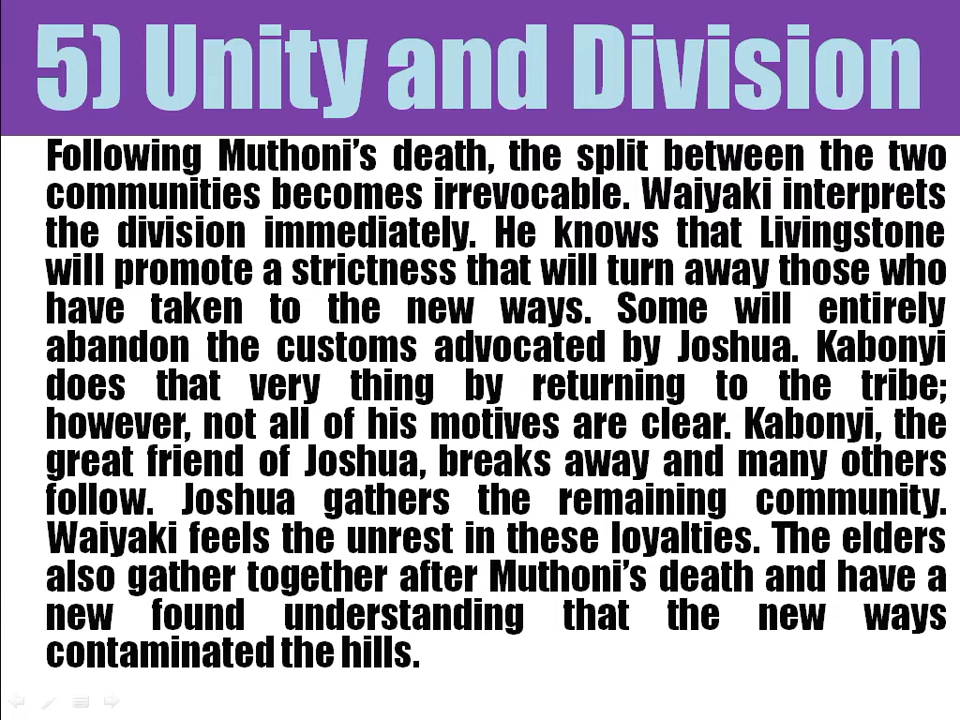 5) Unity and Division
Following Muthoni's death, the split between the two
communities becomes irrevocable. Waiyaki interprets
the division immediately. He knows that Livingstone
will promote a strictness that will turn away those who
have taken to the new ways. Some will entirely
abandon the customs advocated by Joshua. Kabonyi
does that very thing by returning to the tribe;
however, not all of his motives are clear. Kabonyi, the
great friend of Joshua, breaks away and many others
follow. Joshua gathers the remaining community.
Waiyaki feels the unrest in these loyalties. The elders
also gather together after Muthoni's death and have a
new found understanding that the new ways
contaminated the hills.